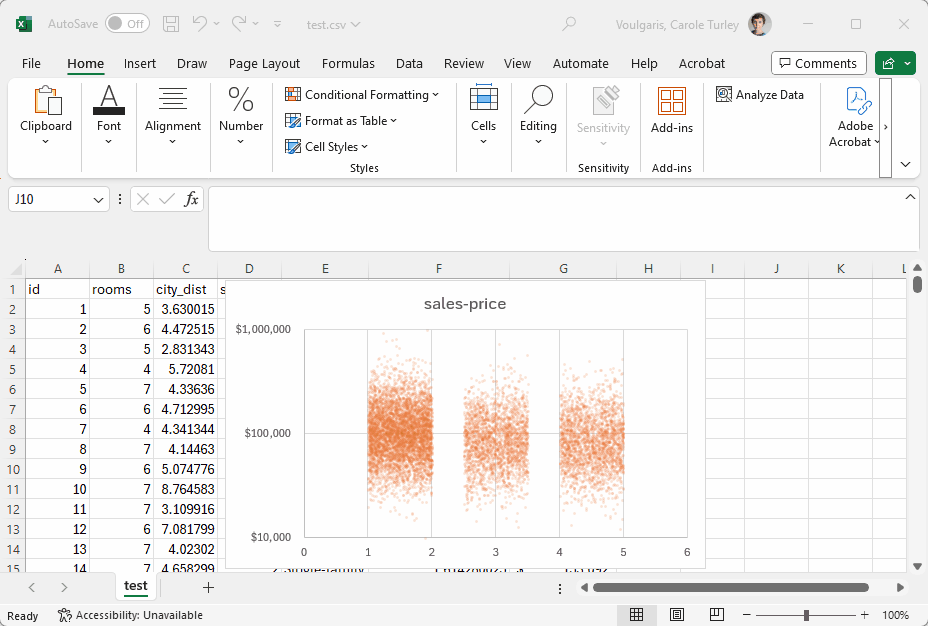 AutoSave Off test.csv Voulgaris, Carole Turley
File Home Insert Draw Page Layout Formulas Data Review View Automate Help Acrobat Comments
Clipboard Font Alignment Number Conditional Formatting Format as Table Cell Styles Styles Cells Editing Sensitivity Sensitivity Add-ins Add-ins Analyze Data Adobe Acrobat
J10 fx
A B C D E F G H I J K L
1 id rooms city_dist s
2 1 5 3.630015
3 2 6 4.472515
4 3 5 2.831343
5 4 4 5.72081
6 5 7 4.33636
7 6 6 4.712995
8 7 4 4.341344
9 8 7 4.14463
10 9 6 5.074776
11 10 7 8.764583
12 11 7 3.109916
13 12 6 7.081799
14 13 7 4.02302
15 14 7 4.658299
sales-price
$1,000,000
$100,000
$10,000
0 1 2 3 4 5 6
test
Ready Accessibility: Unavailable 100%